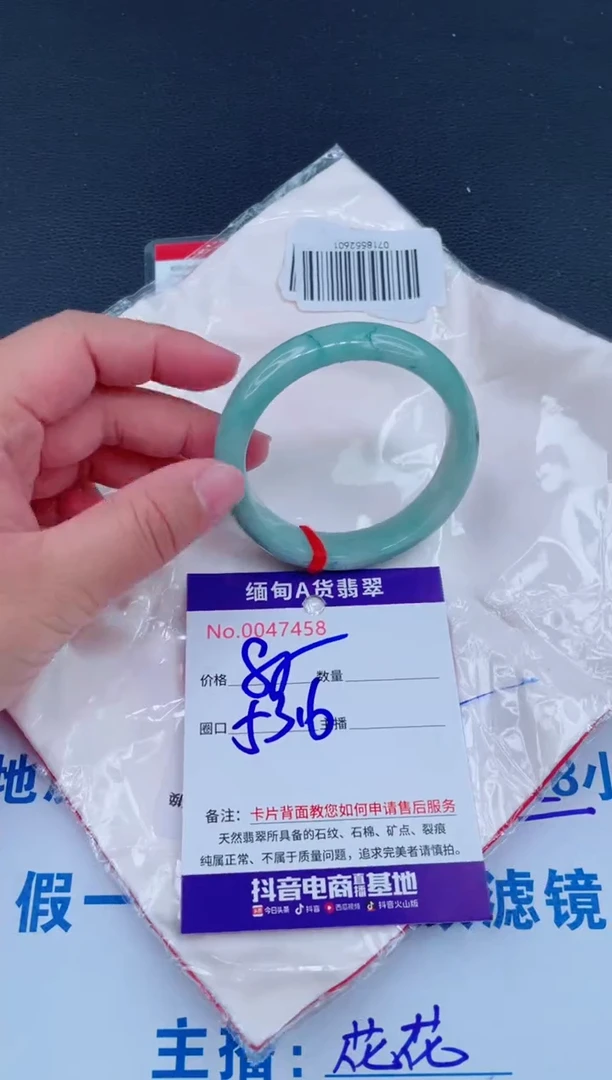 0718552601
缅甸A货翡翠
No.0047458
价格 数量
圈口 53.6 主播
备注：卡片背面教您如何申请售后服务
天然翡翠所具备的石纹、石棉、矿点、裂痕
纯属正常、不属于质量问题，追求完美者请慎拍。
抖音电商直播基地
今日头条 抖音 西瓜视频 抖音火山版
换
地 8小
假一 滤镜
主播：花花